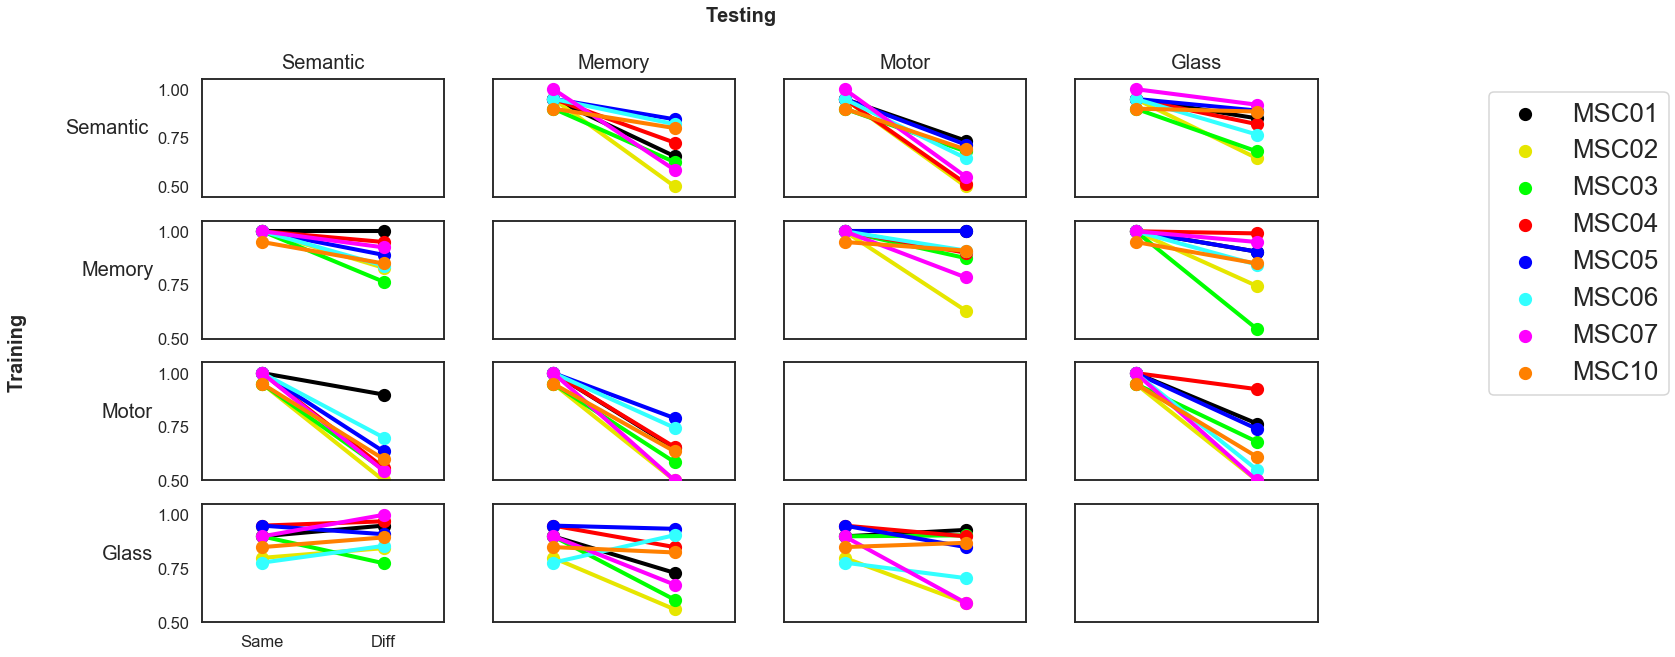 Testing
Semantic
Memory
Motor
Glass
Training
Semantic
1.00
0.75
0.50
Memory
1.00
0.75
0.50
Motor
1.00
0.75
0.50
Glass
1.00
0.75
0.50
Same
Diff
MSC01
MSC02
MSC03
MSC04
MSC05
MSC06
MSC07
MSC10